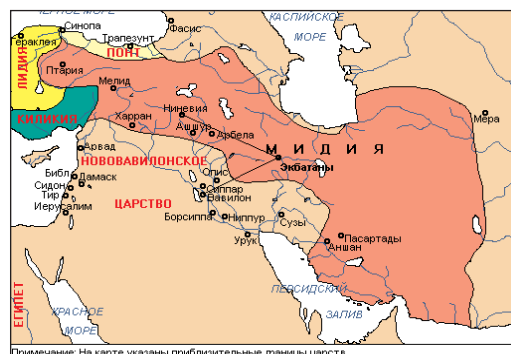 ЧЕРНОЕ МОРЕ
КАСПИЙСКОЕ
МОРЕ
Синопа
Фасис
Гераклея
Трапезунт
ПОНТ
ЛИДИЯ
Птария
Мелид
КИЛИКИЯ
Ниневия
Мера
Харран
Ашшур
Арбела
Арвад
МИДИЯ
НОВОВАВИЛОНСКОЕ
Экбатаны
Библ
Дамаск
Опис
Сидон
Сиппар
Тир
Вавилон
ЦАРСТВО
Иерусалим
Борсиппа
Ниппур
Сузы
Урук
Пасартады
Аншан
ЕГИПЕТ
КРАСНОЕ
МОРЕ
ПЕРСИДСКИЙ
ЗАЛИВ
Примечание: На карте указаны приблизительные границы царств